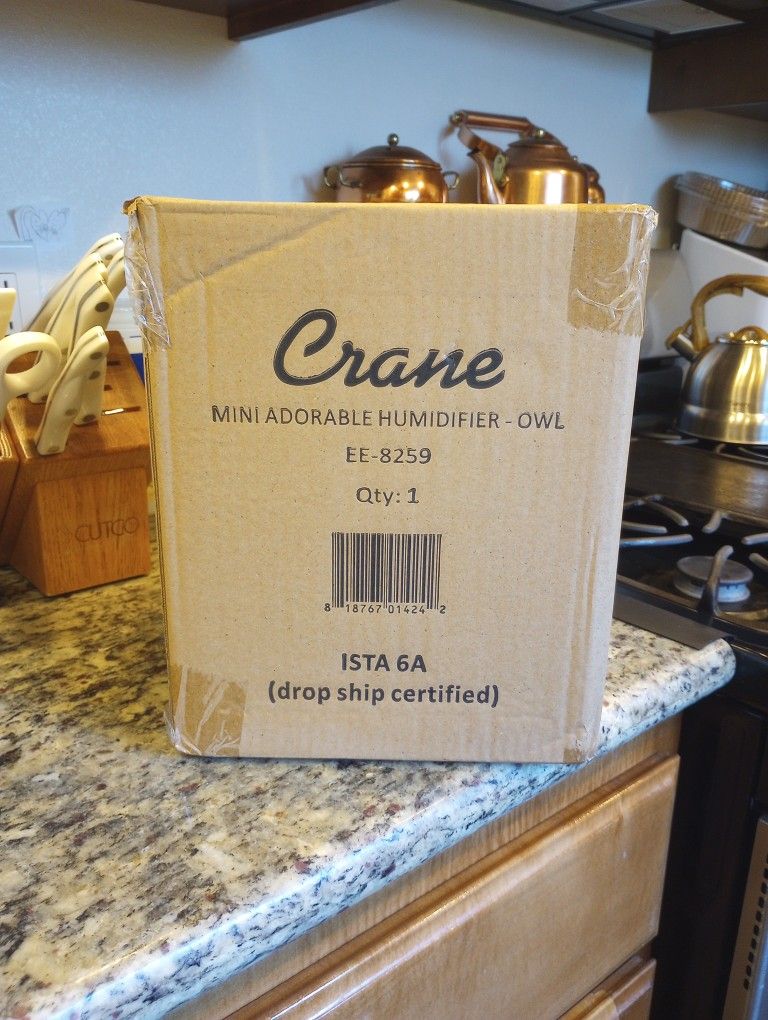 Crane
MINI ADORABLE HUMIDIFIER - OWL
EE-8259
Qty: 1
8 18767 01424 2
ISTA 6A
(drop ship certified)
CUTCO